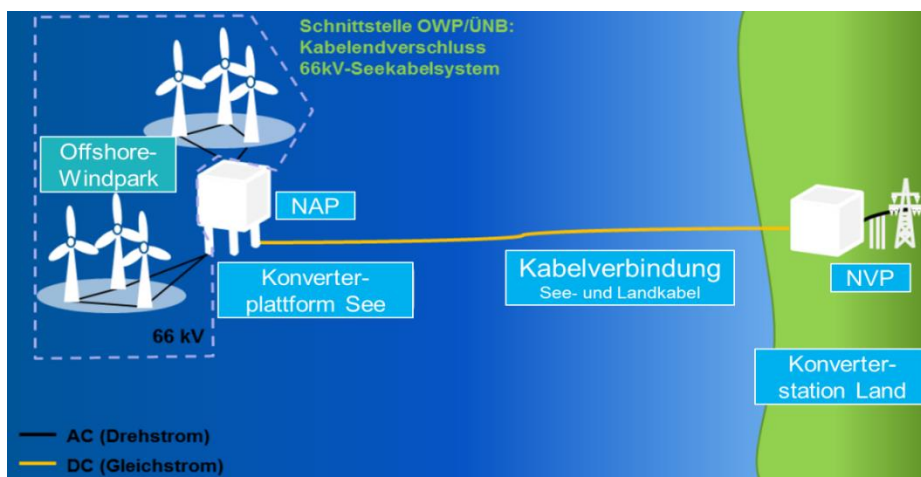 Schnittstelle OWP/ÜNB:
Kabelendverschluss
66kV-Seekabelsystem
Offshore-
Windpark
NAP
Konverter-
plattform See
66 kV
Kabelverbindung
See- und Landkabel
NVP
Konverter-
station Land
AC (Drehstrom)
DC (Gleichstrom)